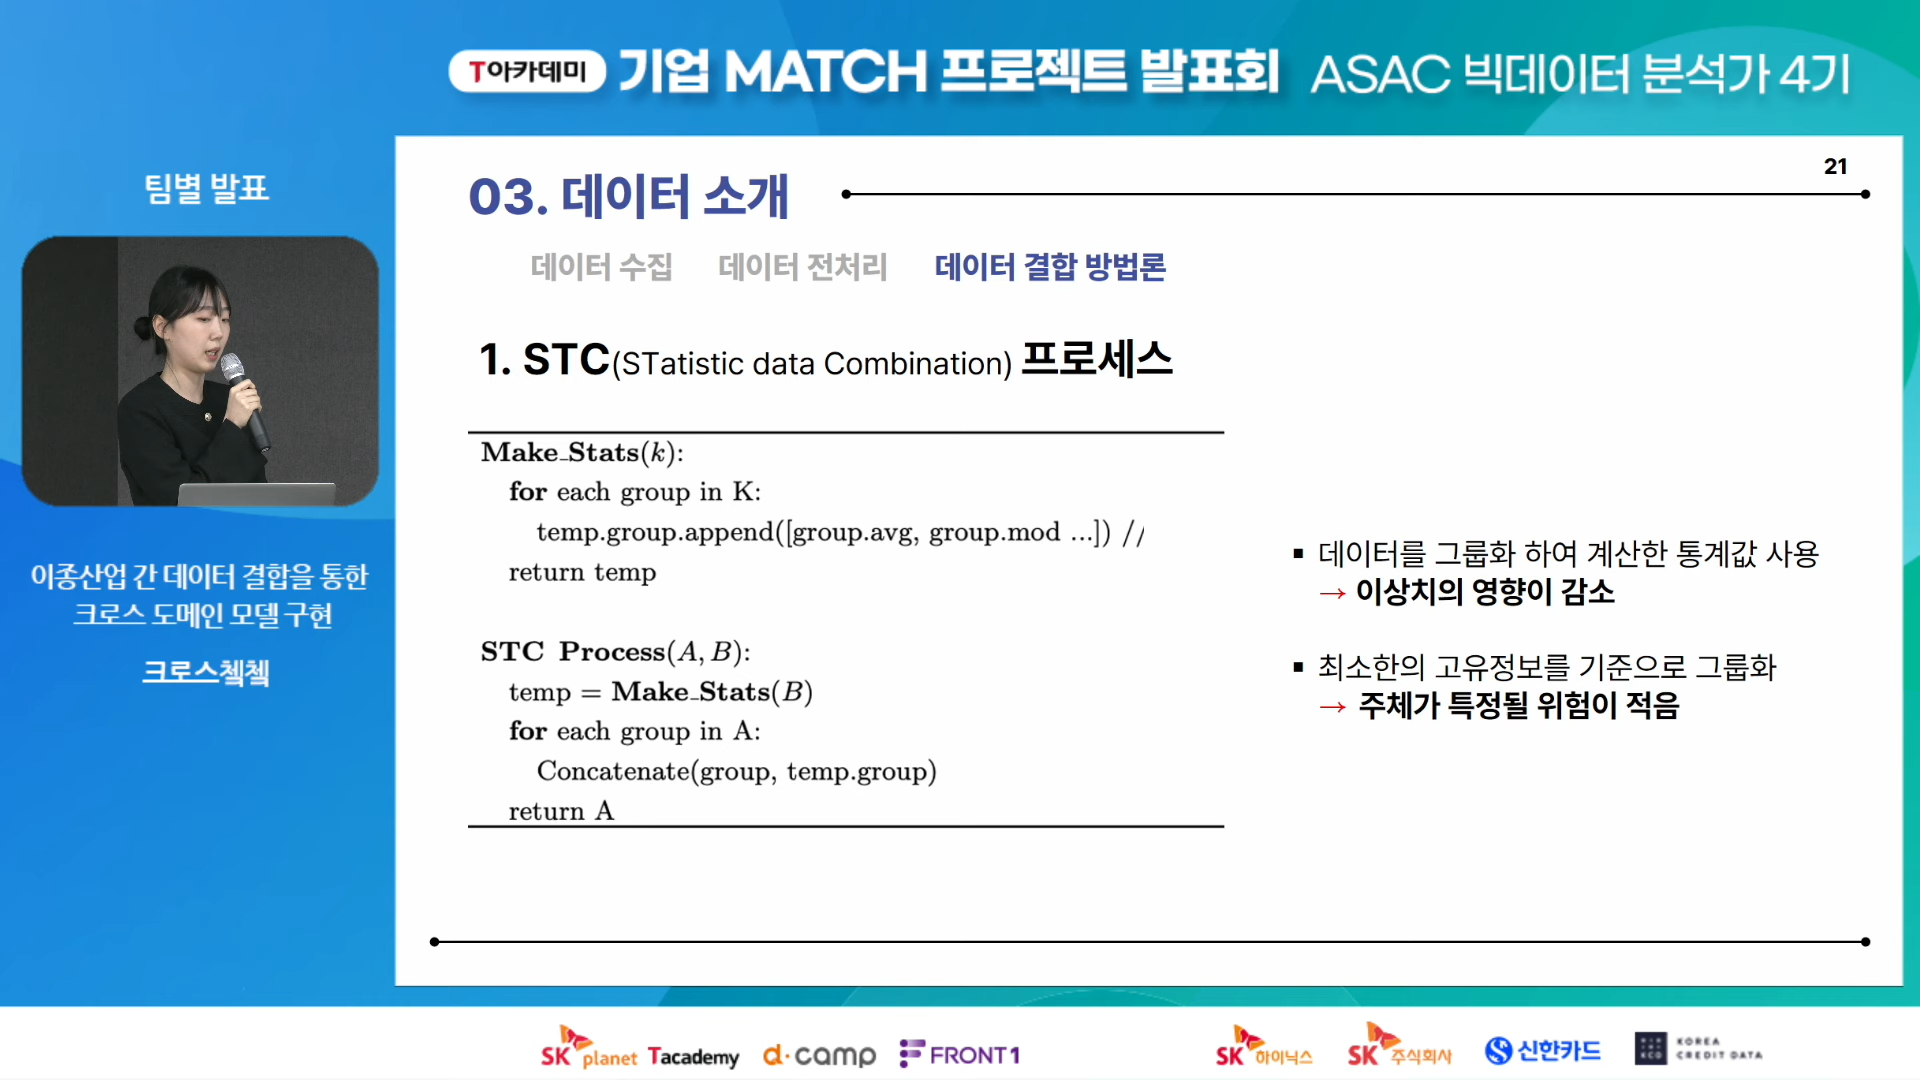 T아카데미 기업 MATCH 프로젝트 발표회 ASAC 빅데이터 분석가 4기
팀별 발표
이종산업 간 데이터 결합을 통한
크로스 도메인 모델 구현
크로스쳌쳌
21
03. 데이터 소개
데이터 수집 데이터 전처리 데이터 결합 방법론
1. STC(STatistic data Combination) 프로세스
Make_Stats(k):
for each group in K:
temp.group.append([group.avg, group.mod ...]) //
return temp
STC Process(A, B):
temp = Make_Stats(B)
for each group in A:
Concatenate(group, temp.group)
return A
▪ 데이터를 그룹화 하여 계산한 통계값 사용
→ 이상치의 영향이 감소
▪ 최소한의 고유정보를 기준으로 그룹화
→ 주체가 특정될 위험이 적음
SK planet Tacademy d·camp FRONT1 SK 하이닉스 SK 주식회사 신한카드 KOREA CREDIT DATA